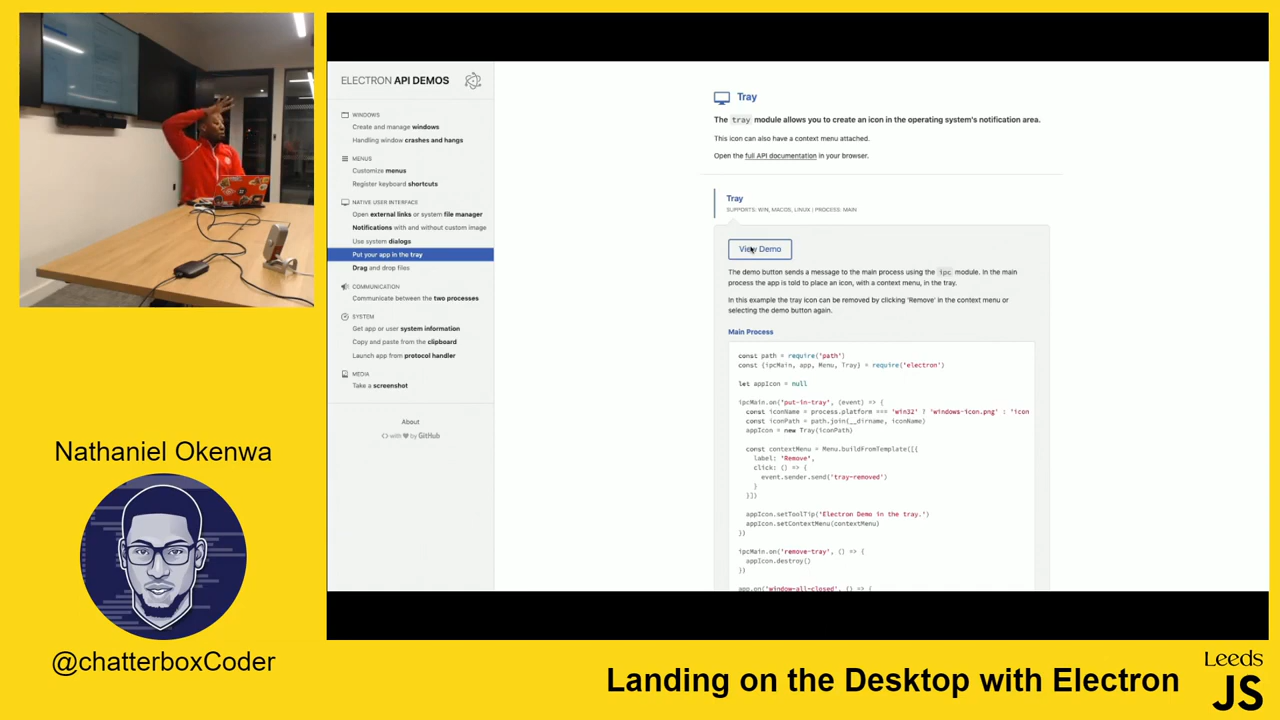 ELECTRON API DEMOS
WINDOWS
Create and manage windows
Handling window crashes and hangs
MENUS
Customize menus
Register keyboard shortcuts
NATIVE USER INTERFACE
Open external links or system file manager
Notifications with and without custom image
Use system dialogs
Put your app in the tray
Drag and drop files
COMMUNICATION
Communicate between the two processes
SYSTEM
Get app or user system information
Copy and paste from the clipboard
Launch app from protocol handler
MEDIA
Take a screenshot
About
<> with ♥ by GitHub
Tray
The tray module allows you to create an icon in the operating system's notification area.
This icon can also have a context menu attached.
Open the full API documentation in your browser.
Tray
SUPPORTS: WIN, MACOS, LINUX | PROCESS: MAIN
View Demo
The demo button sends a message to the main process using the ipc module. In the main
process the app is told to place an icon, with a context menu, in the tray.
In this example the tray icon can be removed by clicking 'Remove' in the context menu or
selecting the demo button again.
Main Process
const path = require('path')
const {ipcMain, app, Menu, Tray} = require('electron')
let appIcon = null
ipcMain.on('put-in-tray', (event) => {
const iconName = process.platform === 'win32' ? 'windows-icon.png' : 'icon
const iconPath = path.join(__dirname, iconName)
appIcon = new Tray(iconPath)
const contextMenu = Menu.buildFromTemplate([{
label: 'Remove',
click: () => {
event.sender.send('tray-removed')
}
}])
appIcon.setToolTip('Electron Demo in the tray.')
appIcon.setContextMenu(contextMenu)
})
ipcMain.on('remove-tray', () => {
appIcon.destroy()
})
app.on('window-all-closed', () => {
Nathaniel Okenwa
@chatterboxCoder
Landing on the Desktop with Electron
Leeds
JS